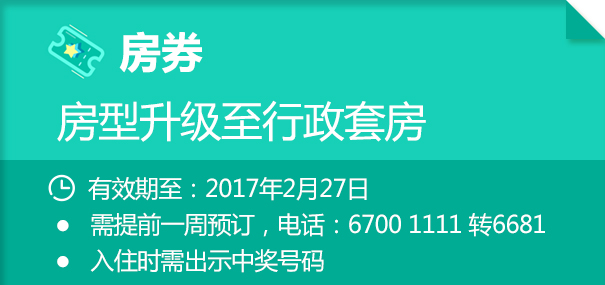 房券
房型升级至行政套房
有效期至：2017年2月27日
● 需提前一周预订，电话：6700 1111 转6681
● 入住时需出示中奖号码